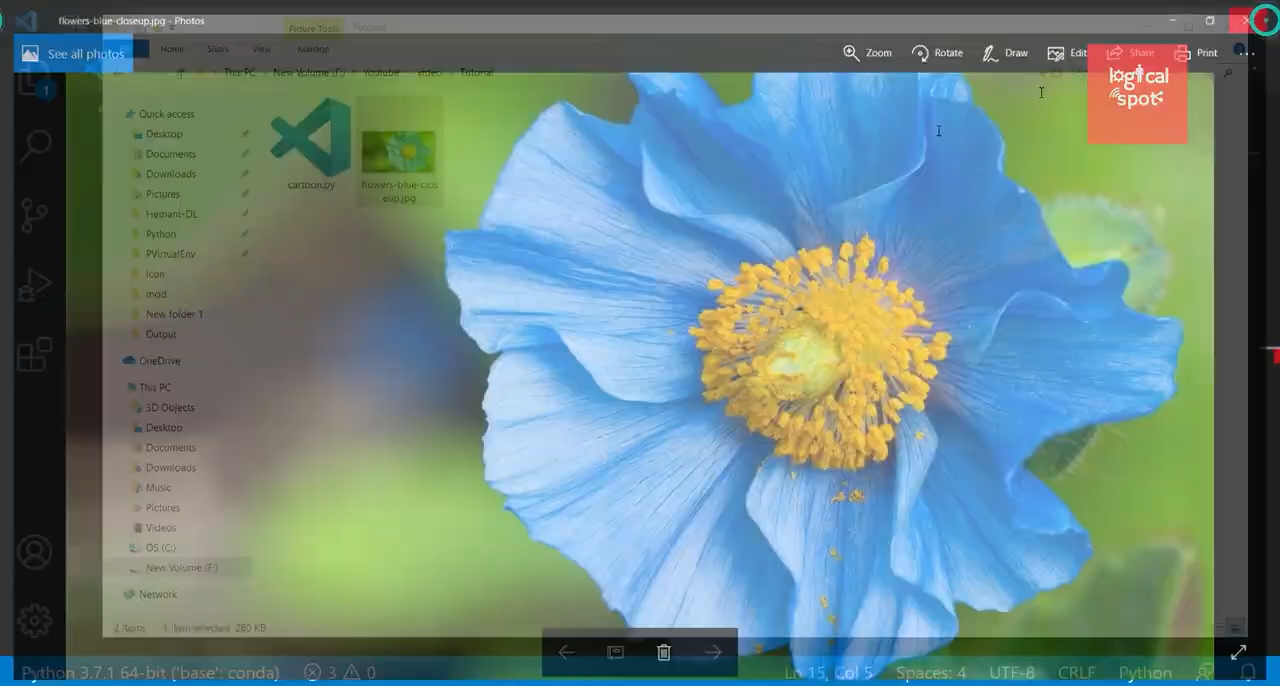 flowers-blue-closeup.jpg - Photos
Picture Tools
See all photos
Home Share View Manage
Zoom Rotate Draw Edit Share Print
This PC New Volume (F:) Youtube video Tutorial
logical
spot
1
Quick access
Desktop
Documents
Downloads
Pictures
Hemant-DL
Python
PVirtualEnv
icon
mod
New folder 1
Output
cartoon.py
flowers-blue-clos
eup.jpg
OneDrive
This PC
3D Objects
Desktop
Documents
Downloads
Music
Pictures
Videos
OS (C:)
New Volume (F:)
Network
2 items 1 item selected 260 KB
Python 3.7.1 64-bit ('base': conda) 3 0 Ln 15, Col 5 Spaces: 4 UTF-8 CRLF Python